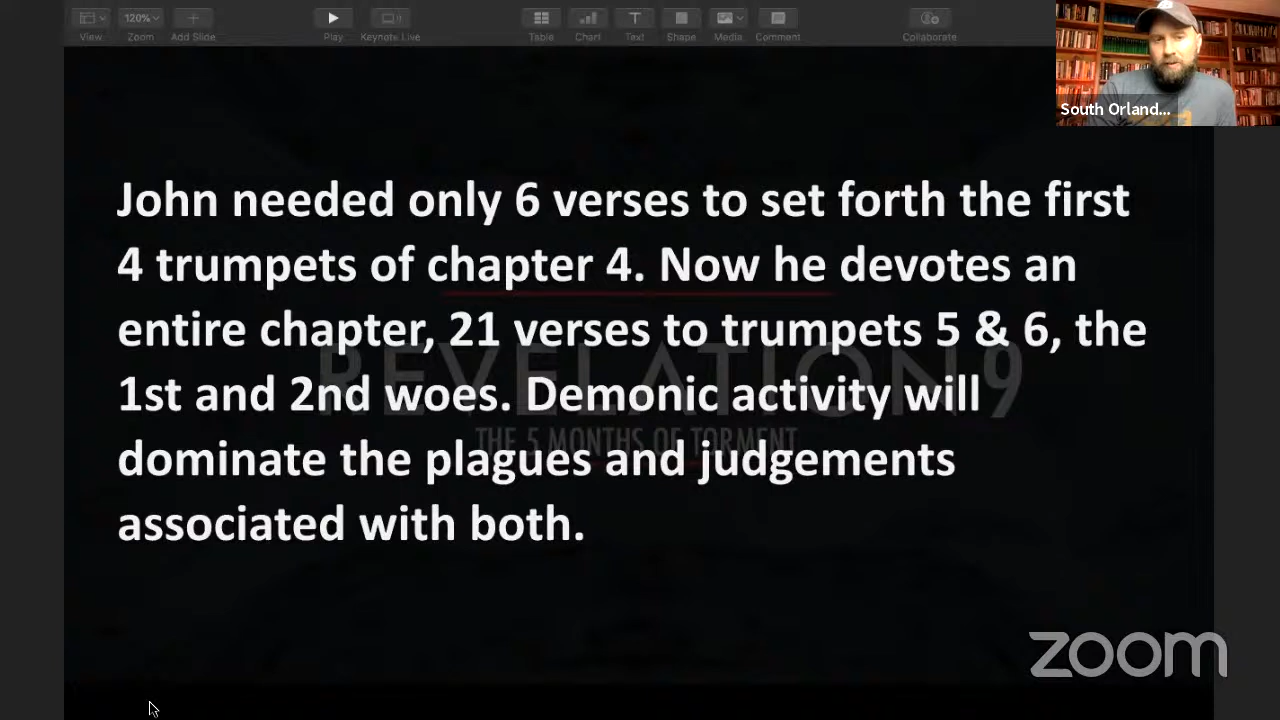 120%
View
Zoom
Add Slide
Play
Keynote Live
Table
Chart
Text
Shape
Media
Comment
Collaborate
South Orland...
John needed only 6 verses to set forth the first
4 trumpets of chapter 4. Now he devotes an
entire chapter, 21 verses to trumpets 5 & 6, the
1st and 2nd woes. Demonic activity will
dominate the plagues and judgements
associated with both.
REVELATION 9
THE 5 MONTHS OF TORMENT
zoom